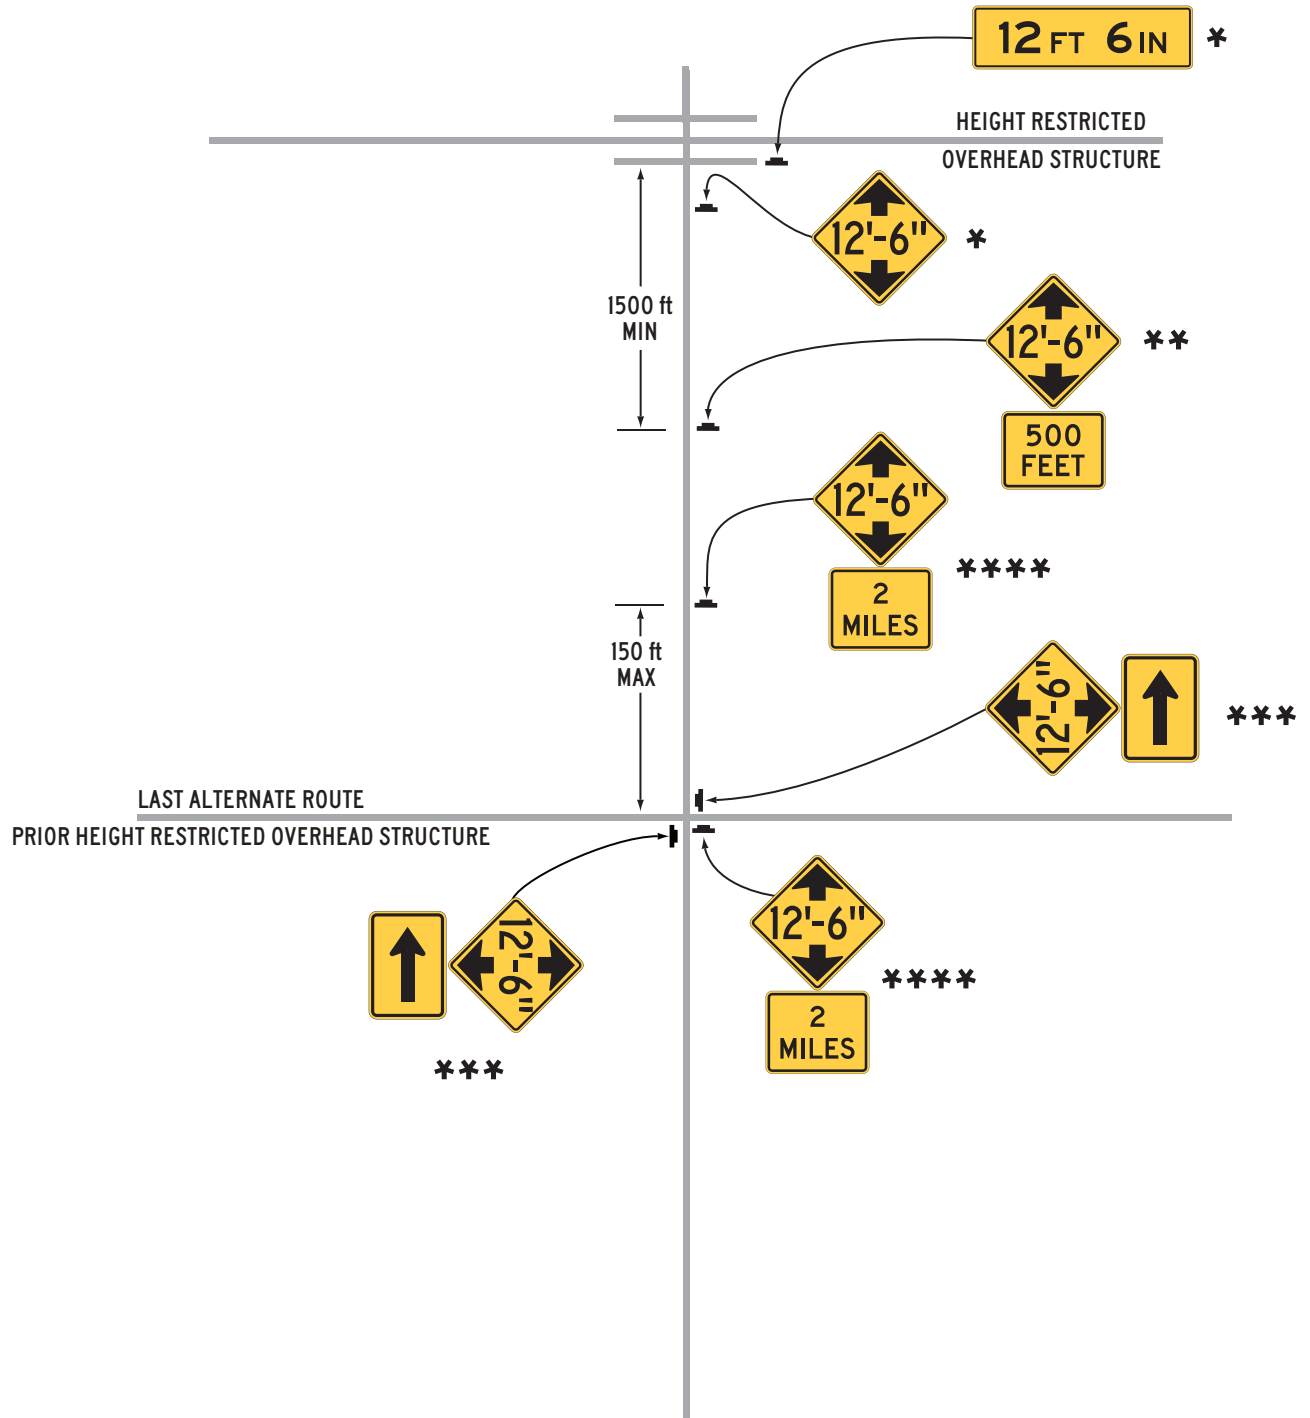 12 FT 6 IN *
HEIGHT RESTRICTED
OVERHEAD STRUCTURE
12'-6" *
1500 ft
MIN
12'-6" **
500
FEET
12'-6"
2
MILES
****
150 ft
MAX
12'-6"
***
LAST ALTERNATE ROUTE
PRIOR HEIGHT RESTRICTED OVERHEAD STRUCTURE
12'-6"
***
12'-6"
2
MILES
****